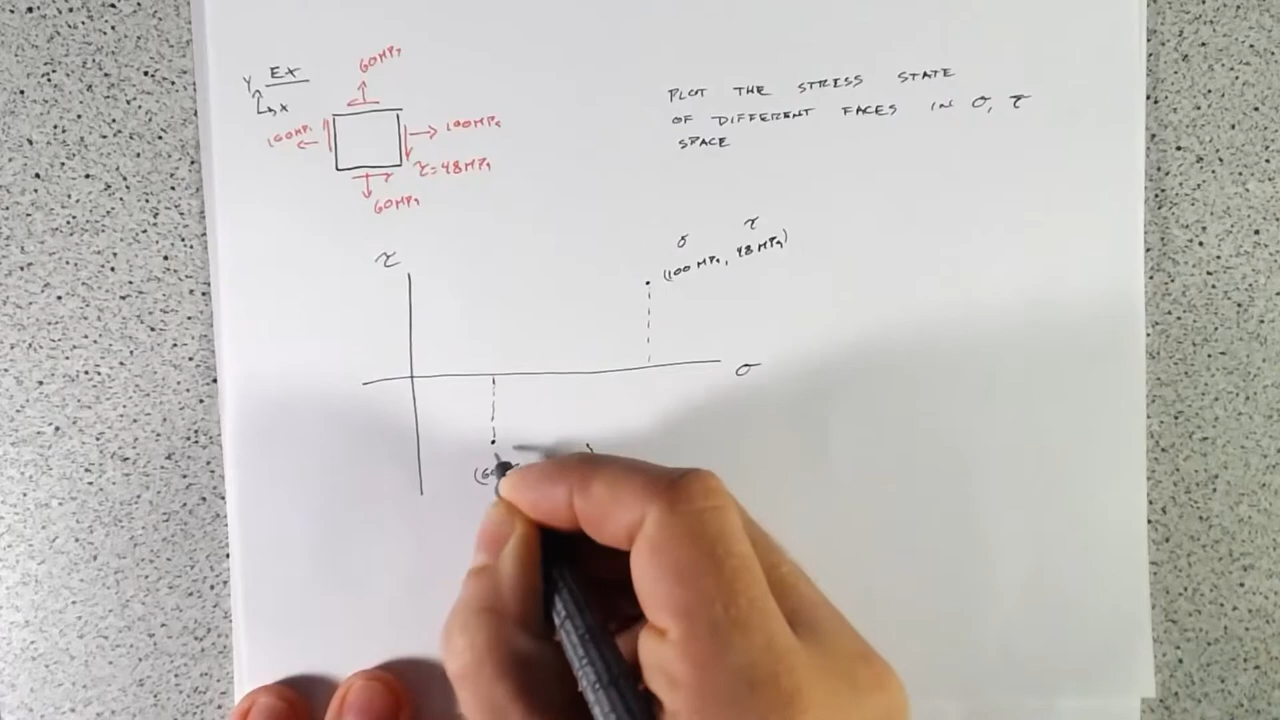 EX
Y
X
60MPa
100MPa
100MPa
τ=48MPa
60MPa
PLOT THE STRESS STATE
OF DIFFERENT FACES IN σ, τ
SPACE
τ
σ
σ τ
(100 MPa, 48 MPa)